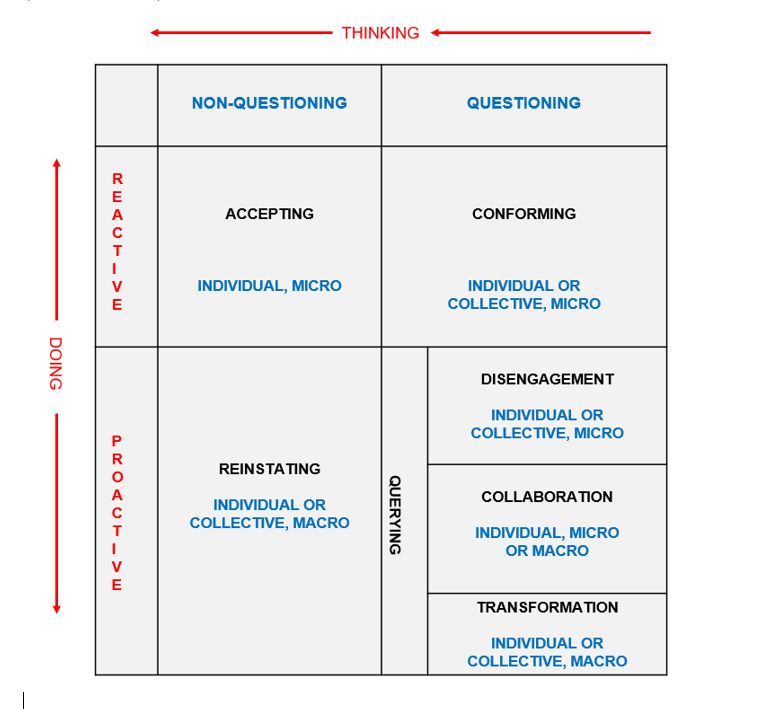 THINKING
NON-QUESTIONING
QUESTIONING
REACTIVE
ACCEPTING
INDIVIDUAL, MICRO
CONFORMING
INDIVIDUAL OR
COLLECTIVE, MICRO
DOING
PROACTIVE
REINSTATING
INDIVIDUAL OR
COLLECTIVE, MACRO
QUERYING
DISENGAGEMENT
INDIVIDUAL OR
COLLECTIVE, MICRO
COLLABORATION
INDIVIDUAL, MICRO
OR MACRO
TRANSFORMATION
INDIVIDUAL OR
COLLECTIVE, MACRO